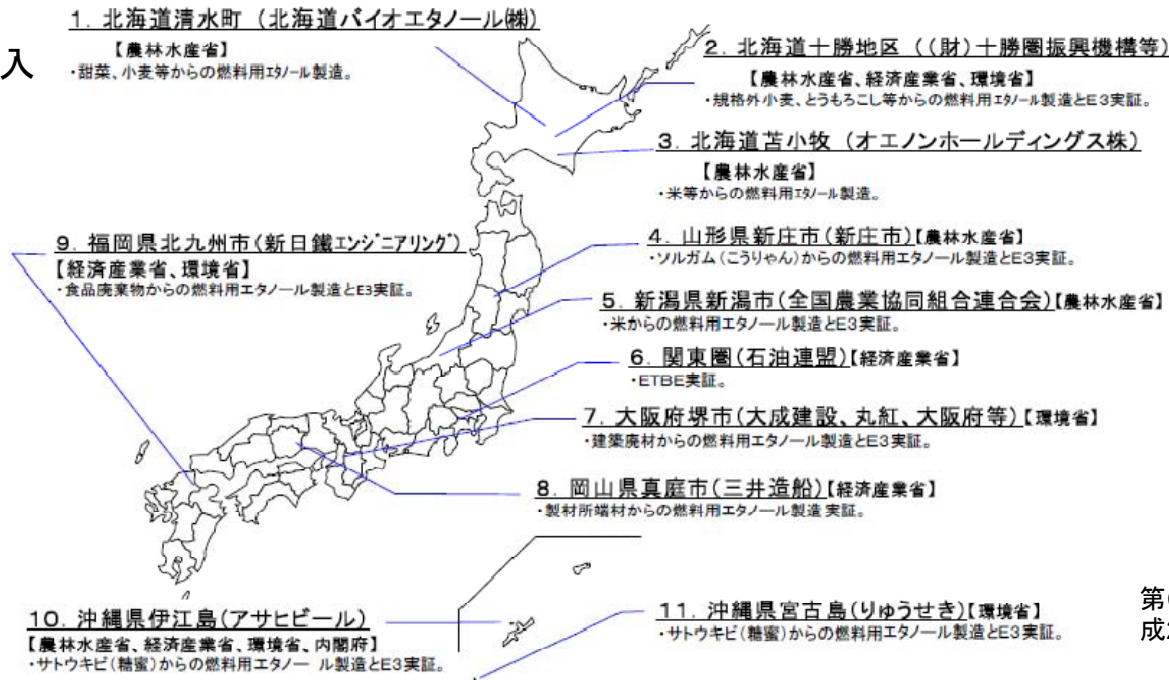 1. 北海道清水町 (北海道バイオエタノール㈱)
【農林水産省】
・甜菜、小麦等からの燃料用エタノール製造。
入
2. 北海道十勝地区 ((財)十勝圏振興機構等)
【農林水産省、経済産業省、環境省】
・規格外小麦、とうもろこし等からの燃料用エタノール製造とE3実証。
3. 北海道苫小牧 (オエノンホールディングス株)
【農林水産省】
・米等からの燃料用エタノール製造。
4. 山形県新庄市(新庄市)【農林水産省】
・ソルガム(こうりゃん)からの燃料用エタノール製造とE3実証。
5. 新潟県新潟市(全国農業協同組合連合会)【農林水産省】
・米からの燃料用エタノール製造とE3実証。
6. 関東圏(石油連盟)【経済産業省】
・ETBE実証。
7. 大阪府堺市(大成建設、丸紅、大阪府等)【環境省】
・建築廃材からの燃料用エタノール製造とE3実証。
8. 岡山県真庭市(三井造船)【経済産業省】
・製材所端材からの燃料用エタノール製造実証。
9. 福岡県北九州市(新日鐵エンジニアリング)
【経済産業省、環境省】
・食品廃棄物からの燃料用エタノール製造とE3実証。
10. 沖縄県伊江島(アサヒビール)
【農林水産省、経済産業省、環境省、内閣府】
・サトウキビ(糖蜜)からの燃料用エタノール製造とE3実証。
11. 沖縄県宮古島(りゅうせき)【環境省】
・サトウキビ(糖蜜)からの燃料用エタノール製造とE3実証。
第
成